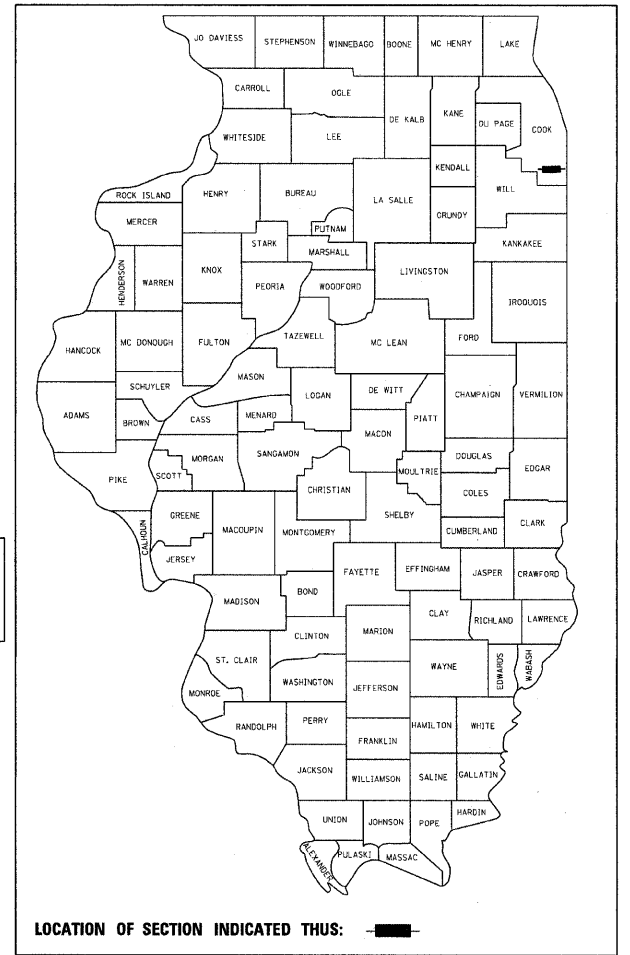 JO DAVIESS STEPHENSON WINNEBAGO BOONE MC HENRY LAKE
CARROLL OGLE
DE KALB KANE DU PAGE COOK
WHITESIDE LEE
KENDALL WILL
ROCK ISLAND HENRY BUREAU LA SALLE GRUNDY
MERCER PUTNAM
STARK MARSHALL KANKAKEE
HENDERSON WARREN KNOX PEORIA WOODFORD LIVINGSTON IROQUOIS
HANCOCK MC DONOUGH FULTON TAZEWELL MC LEAN FORD
SCHUYLER MASON LOGAN DE WITT CHAMPAIGN VERMILION
ADAMS BROWN CASS MENARD MACON PIATT
MORGAN SANGAMON MOULTRIE DOUGLAS EDGAR
PIKE SCOTT CHRISTIAN COLES
CALHOUN GREENE MACOUPIN MONTGOMERY SHELBY CUMBERLAND CLARK
JERSEY FAYETTE EFFINGHAM JASPER CRAWFORD
MADISON BOND CLAY RICHLAND LAWRENCE
CLINTON MARION
ST. CLAIR WAYNE EDWARDS WABASH
MONROE WASHINGTON JEFFERSON
RANDOLPH PERRY HAMILTON WHITE
FRANKLIN
JACKSON WILLIAMSON SALINE GALLATIN
UNION JOHNSON POPE HARDIN
ALEXANDER PULASKI MASSAC
LOCATION OF SECTION INDICATED THUS: